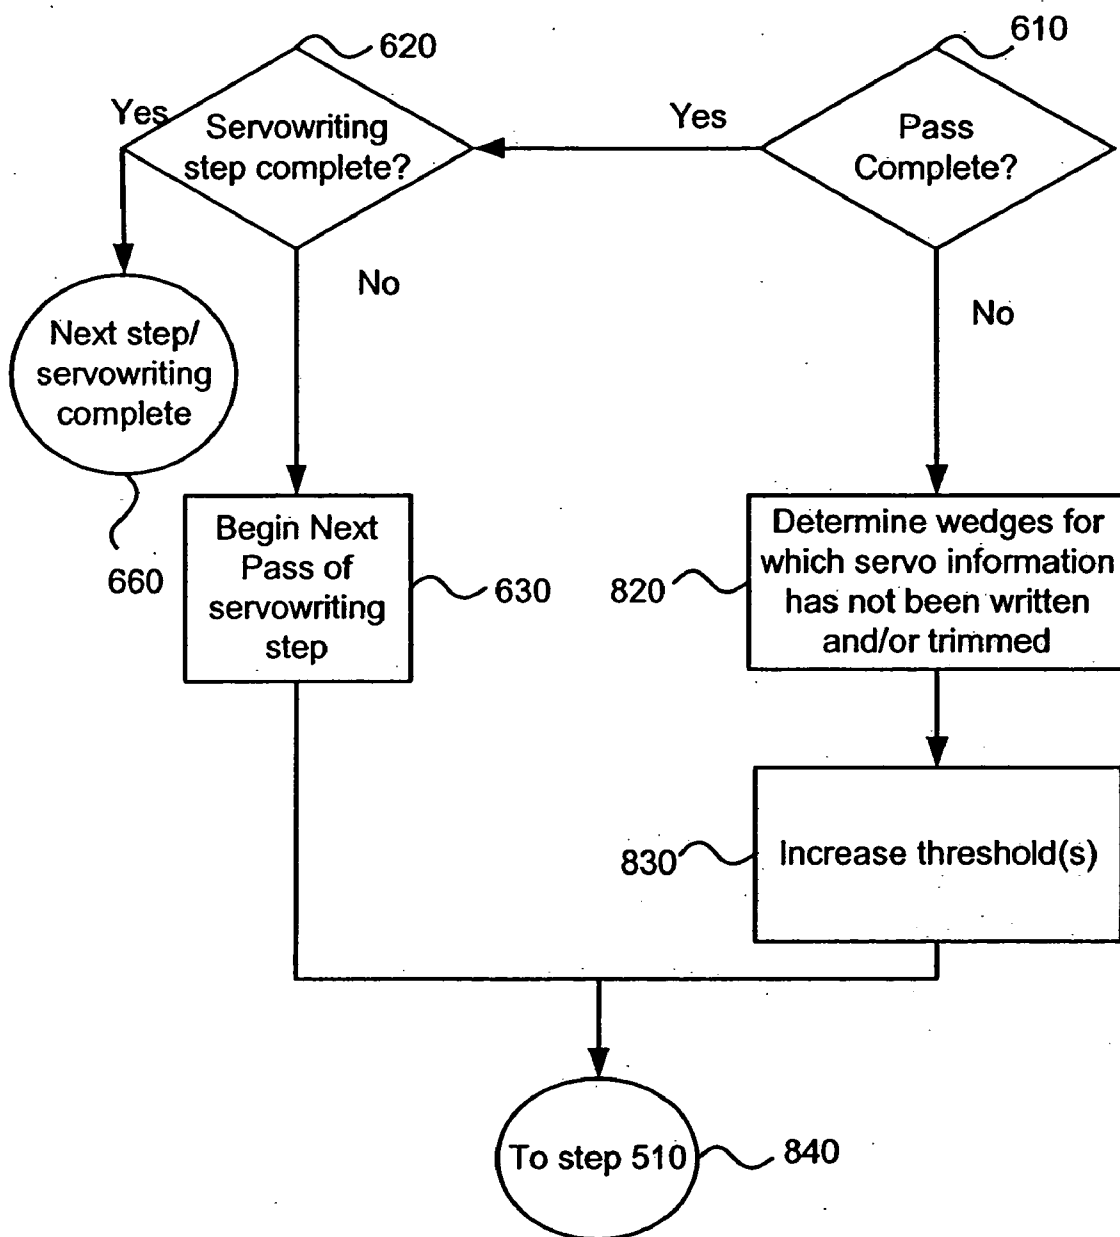 620
610
Yes
Servowriting
step complete?
Yes
Pass
Complete?
No
No
Next step/
servowriting
complete
660
Begin Next
Pass of
servowriting
step
630
820
Determine wedges for
which servo information
has not been written
and/or trimmed
830
Increase threshold(s)
To step 510
840